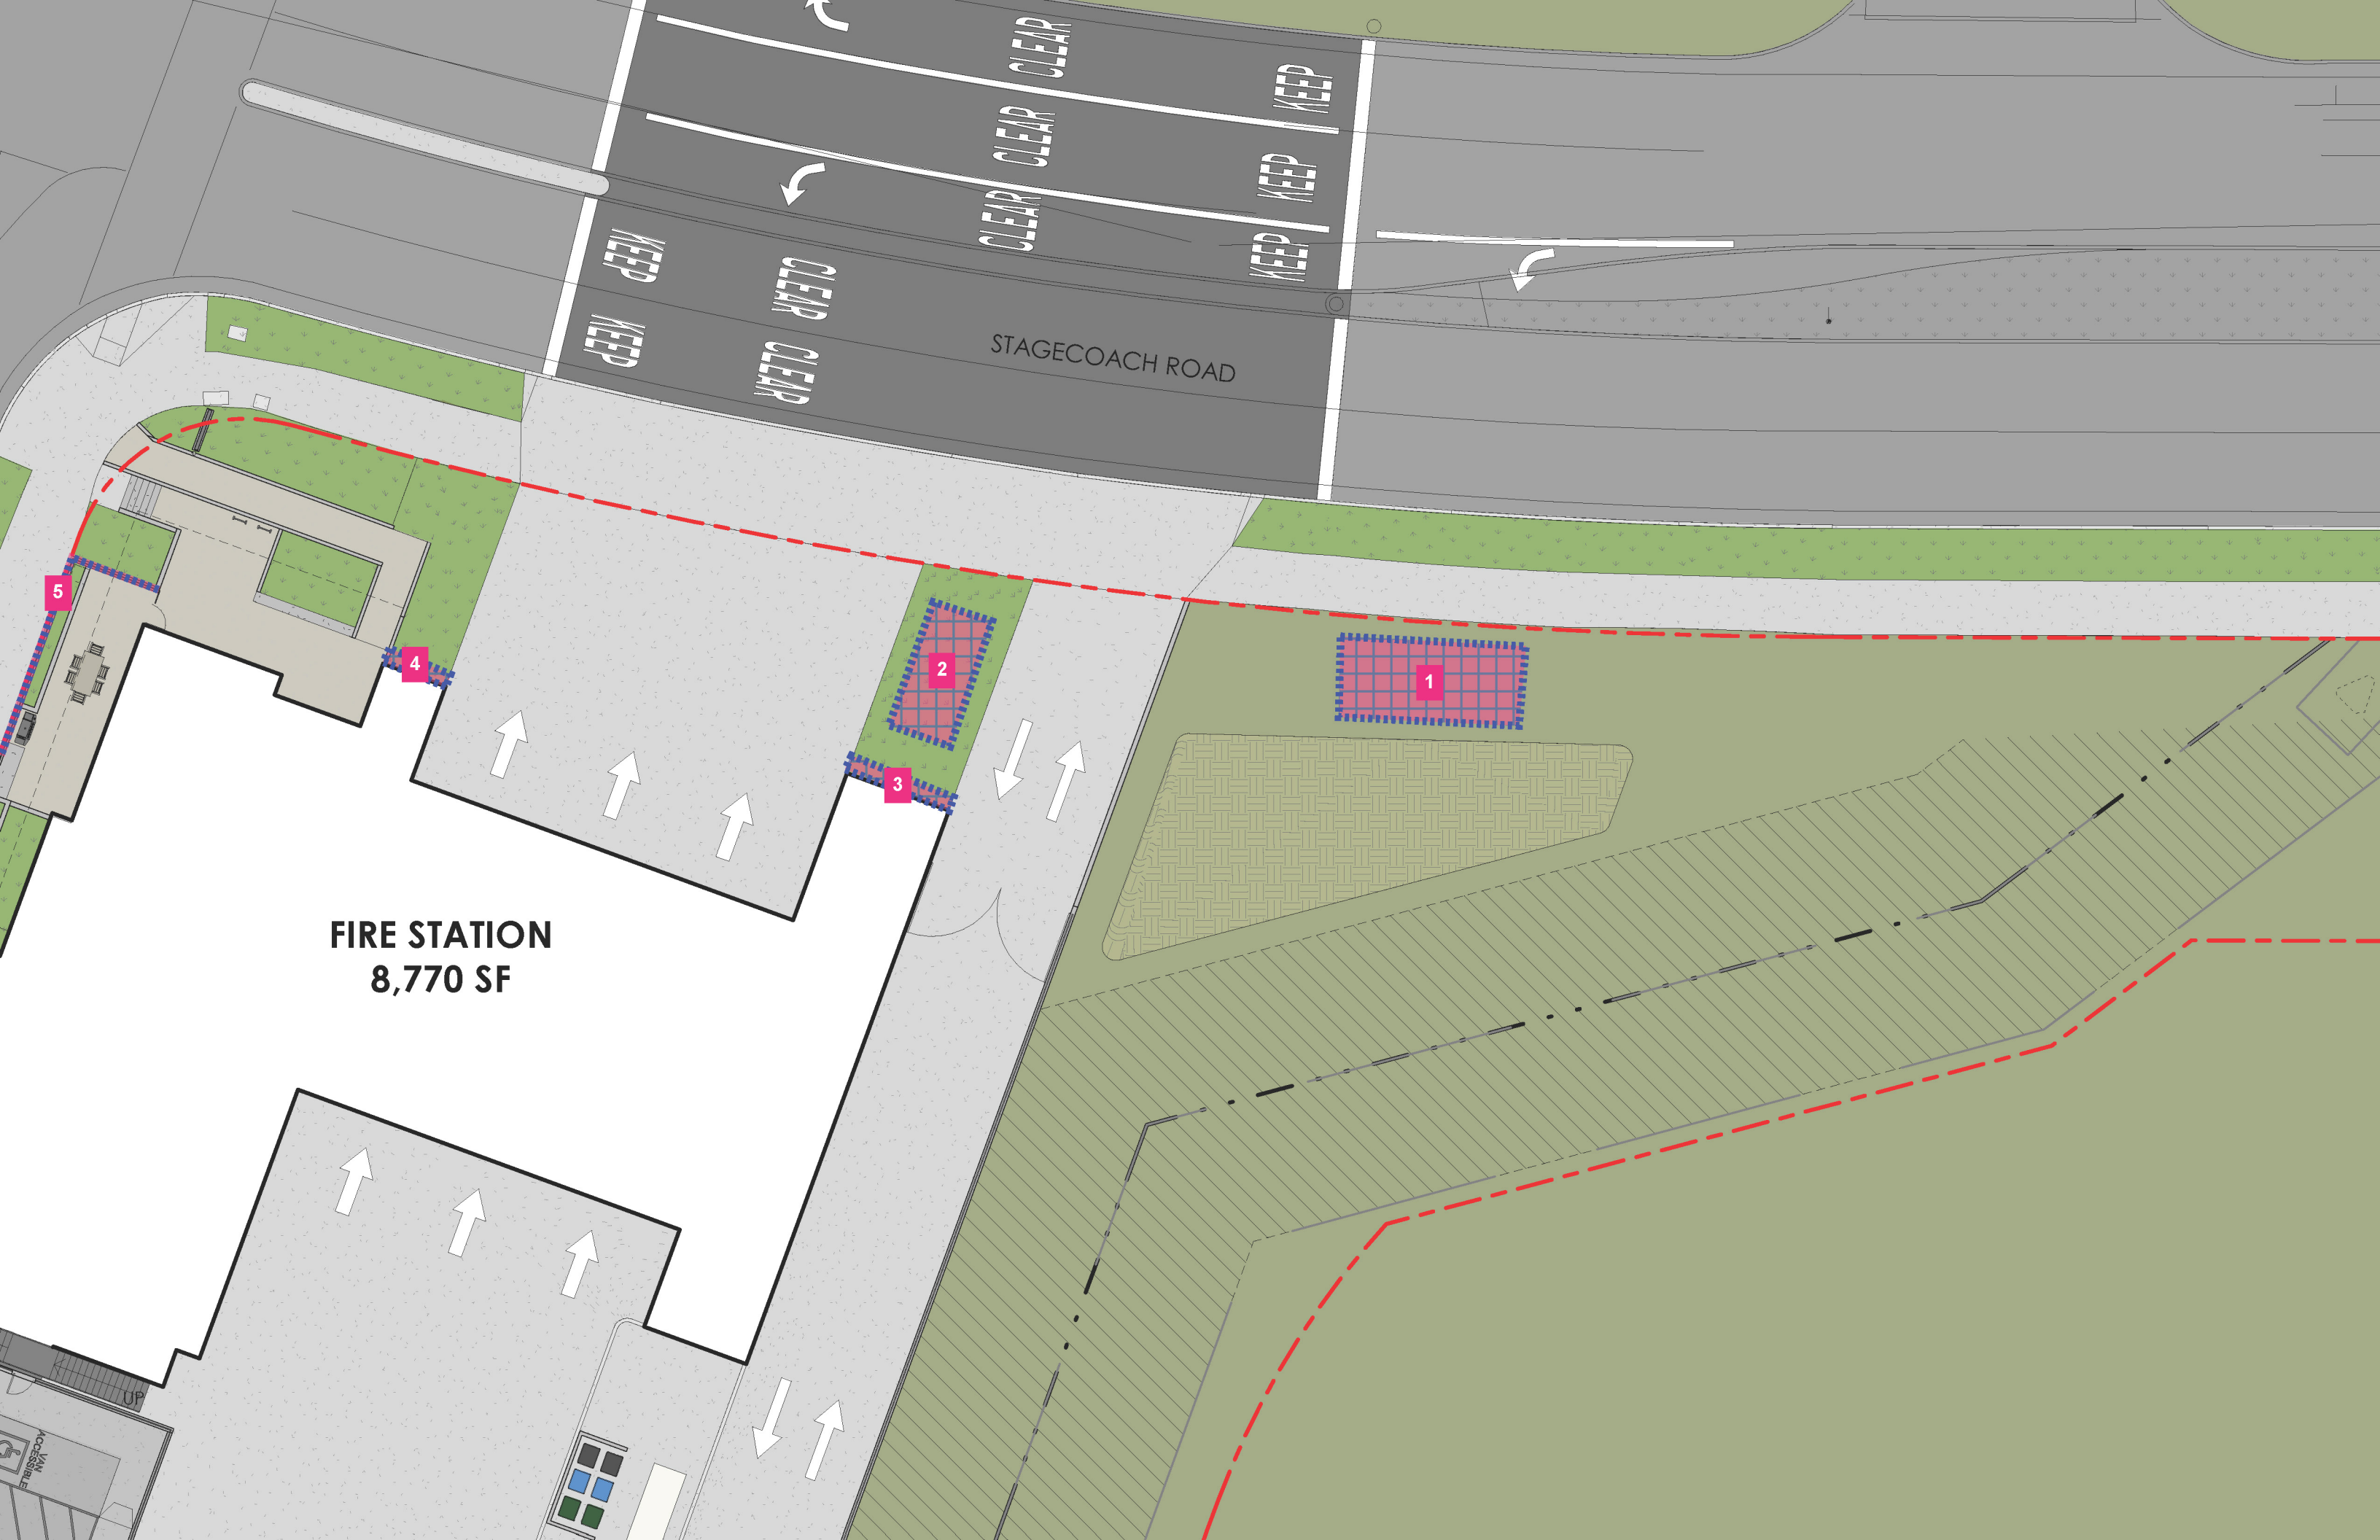 CLEAR
KEEP
CLEAR
KEEP
CLEAR
KEEP
KEEP
CLEAR
KEEP
CLEAR
STAGECOACH ROAD
5
4
2
1
3
FIRE STATION
8,770 SF
UP
VAN
ACCESSIBLE